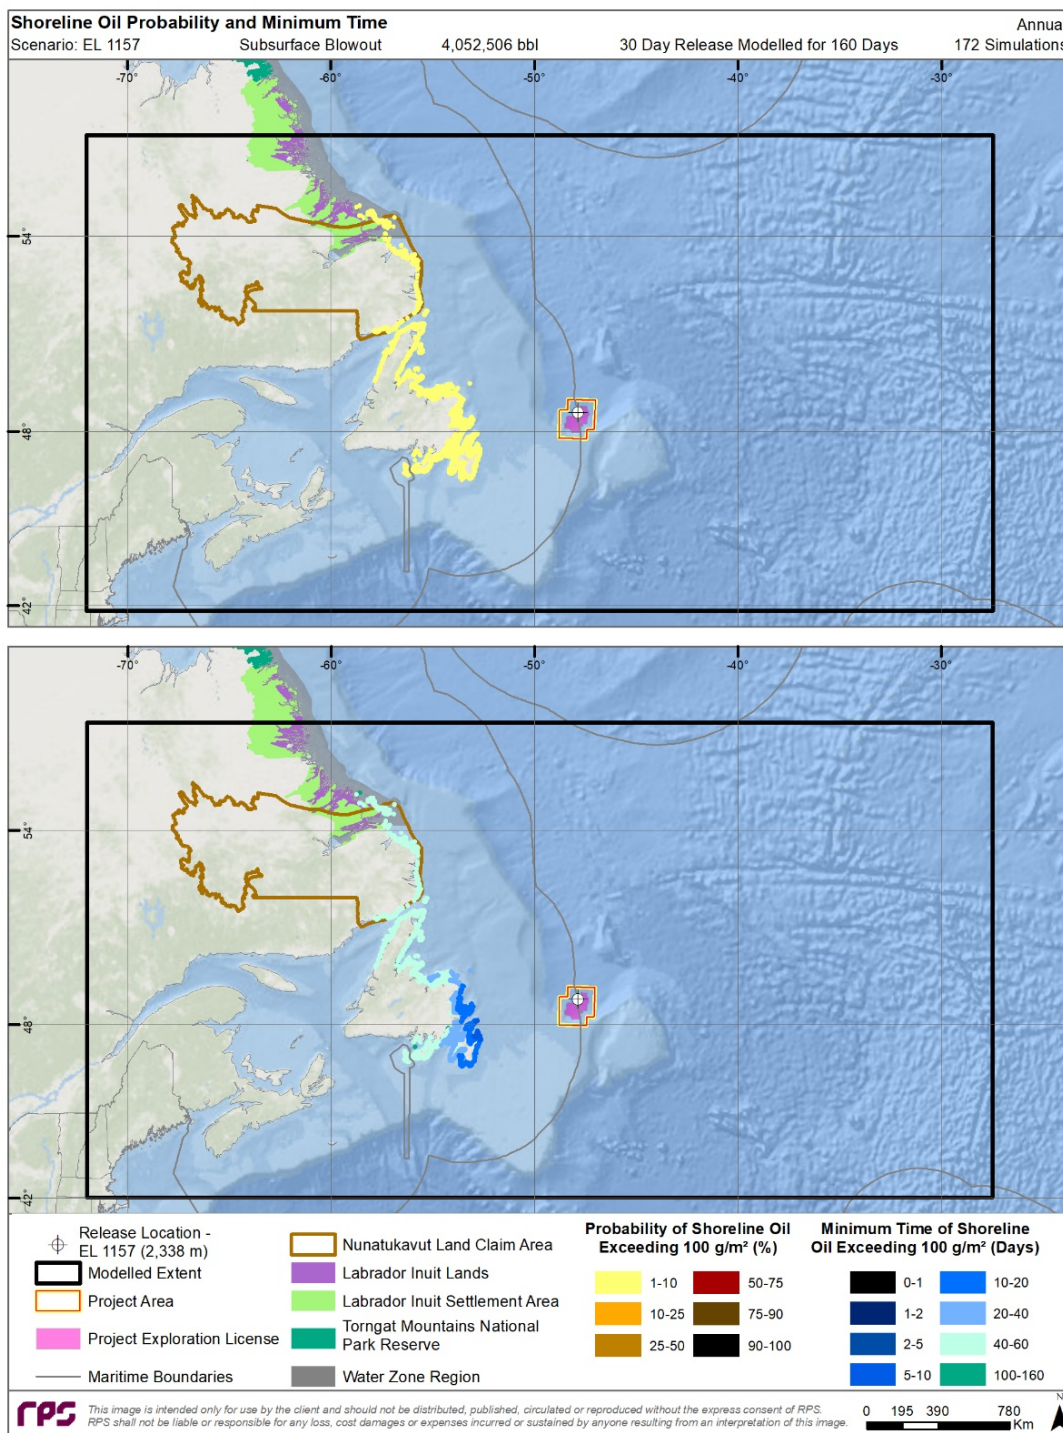 Shoreline Oil Probability and Minimum Time
Annual
Scenario: EL 1157 Subsurface Blowout 4,052,506 bbl 30 Day Release Modelled for 160 Days 172 Simulations
-70° -60° -50° -40° -30°
54°
48°
42°
-70° -60° -50° -40° -30°
54°
48°
42°
Release Location -
EL 1157 (2,338 m)
Modelled Extent
Project Area
Project Exploration License
Maritime Boundaries
Nunatukavut Land Claim Area
Labrador Inuit Lands
Labrador Inuit Settlement Area
Torngat Mountains National
Park Reserve
Water Zone Region
Probability of Shoreline Oil
Exceeding 100 g/m² (%)
1-10 50-75
10-25 75-90
25-50 90-100
Minimum Time of Shoreline
Oil Exceeding 100 g/m² (Days)
0-1 10-20
1-2 20-40
2-5 40-60
5-10 100-160
rps
This image is intended only for use by the client and should not be distributed, published, circulated or reproduced without the express consent of RPS.
RPS shall not be liable or responsible for any loss, cost damages or expenses incurred or sustained by anyone resulting from an interpretation of this image.
0 195 390 780
Km
N